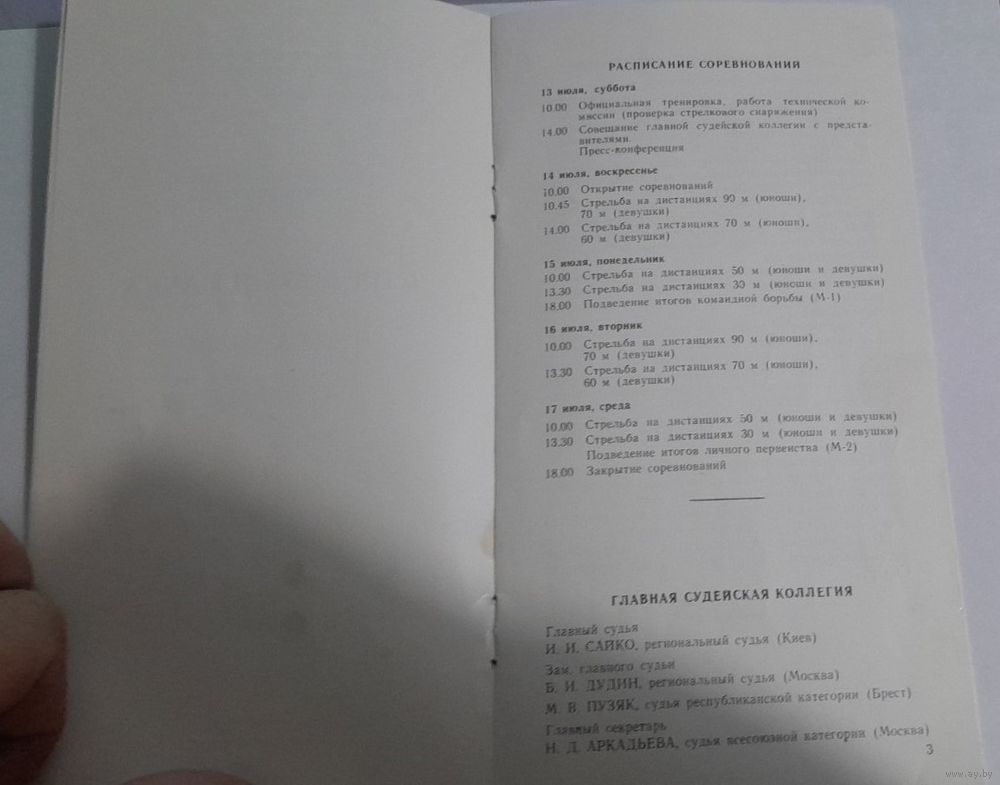 РАСПИСАНИЕ СОРЕВНОВАНИЙ
13 июля, суббота
10.00 Официальная тренировка, работа технической ко-
миссии (проверка стрелкового снаряжения)
14.00 Совещание главной судейской коллегии с предста-
вителями.
Пресс-конференция
14 июля, воскресенье
10.00 Открытие соревнований
10.45 Стрельба на дистанциях 90 м (юноши),
70 м (девушки)
14.00 Стрельба на дистанциях 70 м (юноши),
60 м (девушки)
15 июля, понедельник
10.00 Стрельба на дистанциях 50 м (юноши и девушки)
13.30 Стрельба на дистанциях 30 м (юноши и девушки)
18.00 Подведение итогов командной борьбы (М-1)
16 июля, вторник
10.00 Стрельба на дистанциях 90 м (юноши),
70 м (девушки)
13.30 Стрельба на дистанциях 70 м (юноши),
60 м (девушки)
17 июля, среда
10.00 Стрельба на дистанциях 50 м (юноши и девушки)
13.30 Стрельба на дистанциях 30 м (юноши и девушки)
Подведение итогов личного первенства (М-2)
18.00 Закрытие соревнований
ГЛАВНАЯ СУДЕЙСКАЯ КОЛЛЕГИЯ
Главный судья
И. И. САЙКО, региональный судья (Киев)
Зам. главного судьи
Б. И. ДУДИН, региональный судья (Москва)
М. В. ПУЗЯК, судья республиканской категории (Брест)
Главный секретарь
Н. Д. АРКАДЬЕВА, судья всесоюзной категории (Москва)
3
www.ay.by